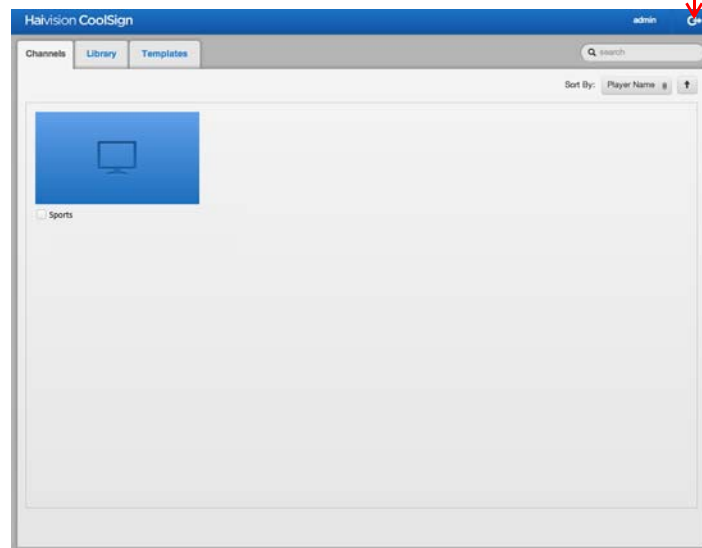 Haivision CoolSign admin
Channels Library Templates search
Sort By: Player Name
Sports